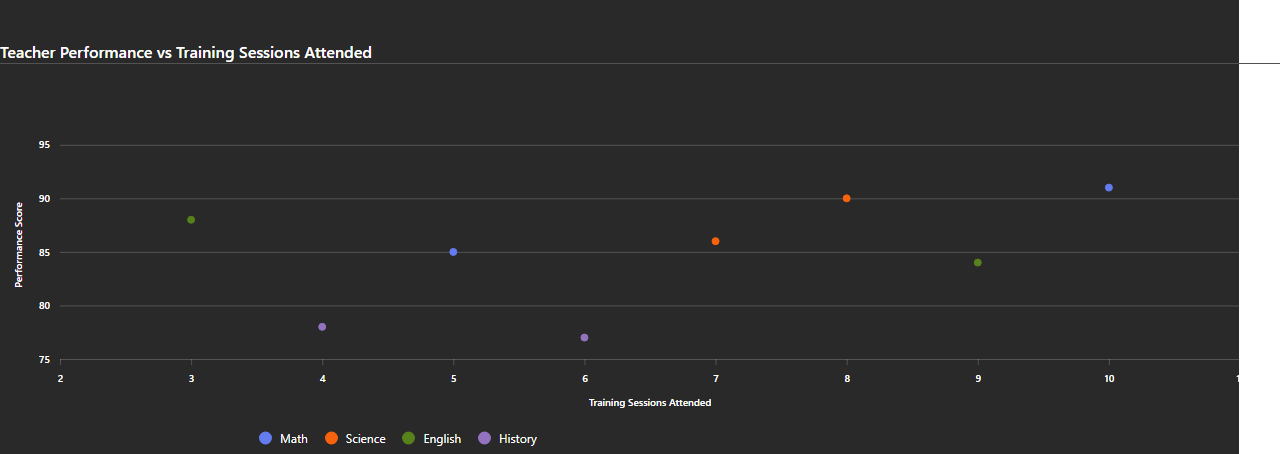 Teacher Performance vs Training Sessions Attended
95
90
85
80
75
Performance Score
2 3 4 5 6 7 8 9 10
Training Sessions Attended
Math Science English History